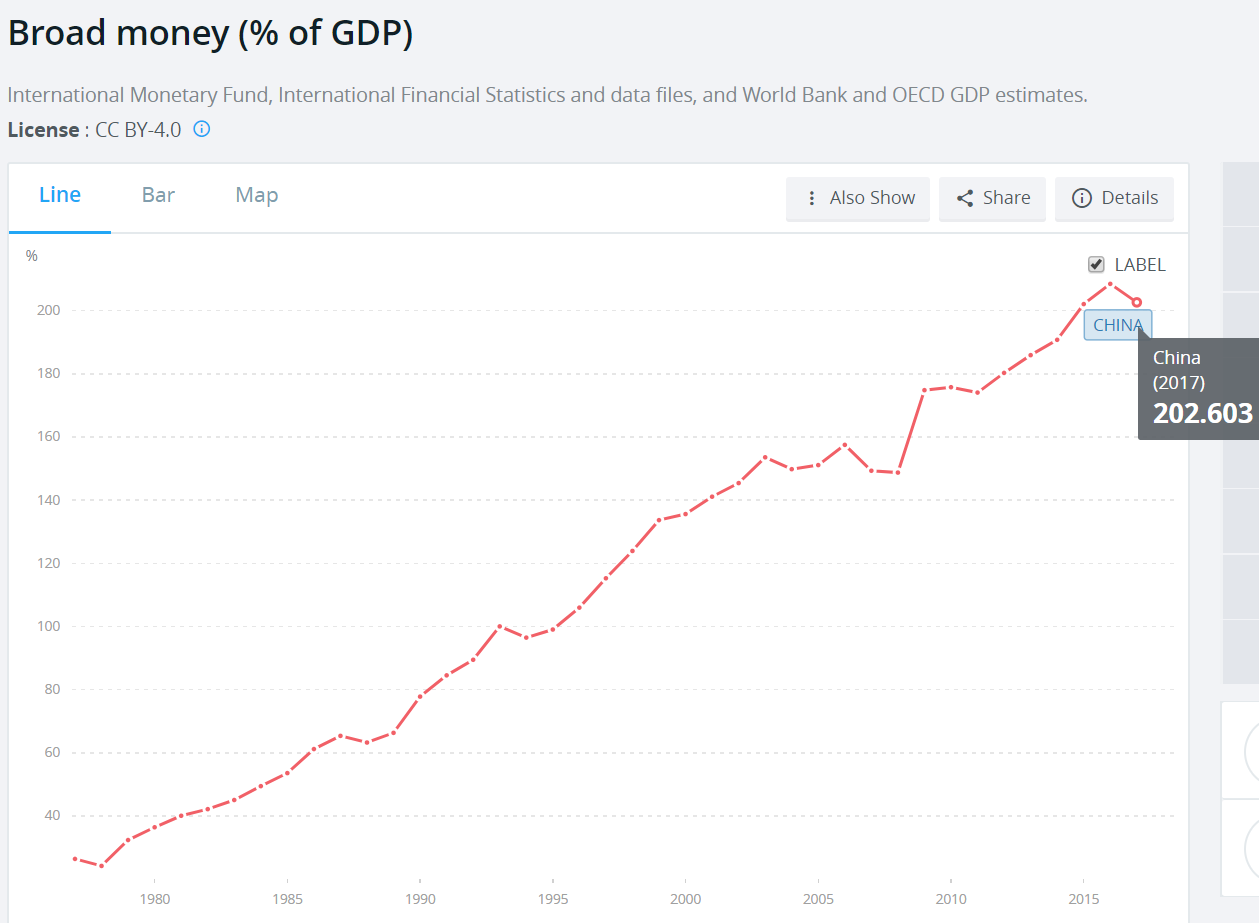 Broad money (% of GDP)
International Monetary Fund, International Financial Statistics and data files, and World Bank and OECD GDP estimates.
License : CC BY-4.0
Line Bar Map Also Show Share Details
%
LABEL
200
CHINA
China
(2017)
202.603
180
160
140
120
100
80
60
40
1980 1985 1990 1995 2000 2005 2010 2015